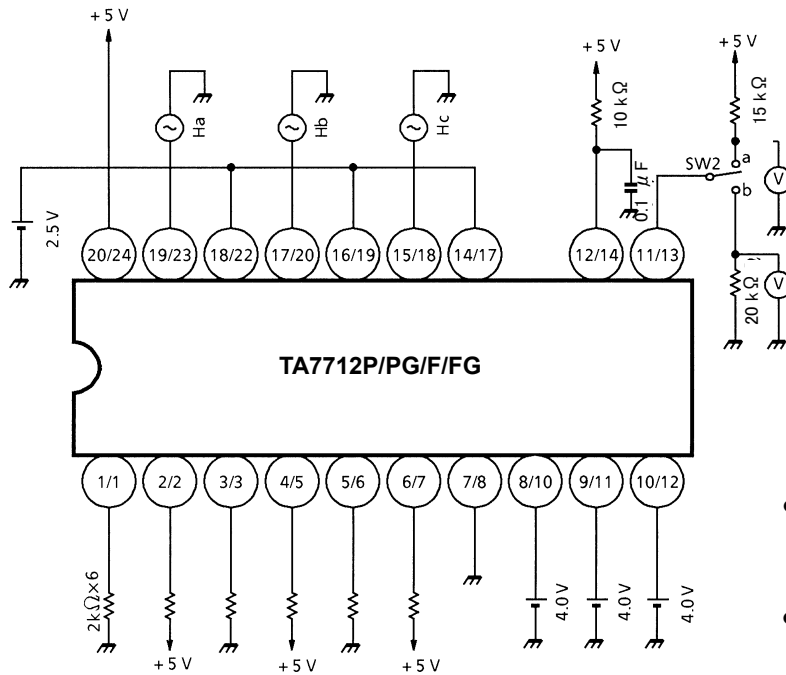 + 5 V
+ 5 V
+ 5 V
Ha
Hb
Hc
10 kΩ
15 kΩ
SW2
a
b
V
2.5 V
0.1 μF
20/24
19/23
18/22
17/20
16/19
15/18
14/17
12/14
11/13
20 kΩ
V
TA7712P/PG/F/FG
1/1
2/2
3/3
4/5
5/6
6/7
7/8
8/10
9/11
10/12
2kΩ×6
4.0 V
4.0 V
4.0 V
+ 5 V
+ 5 V
+ 5 V